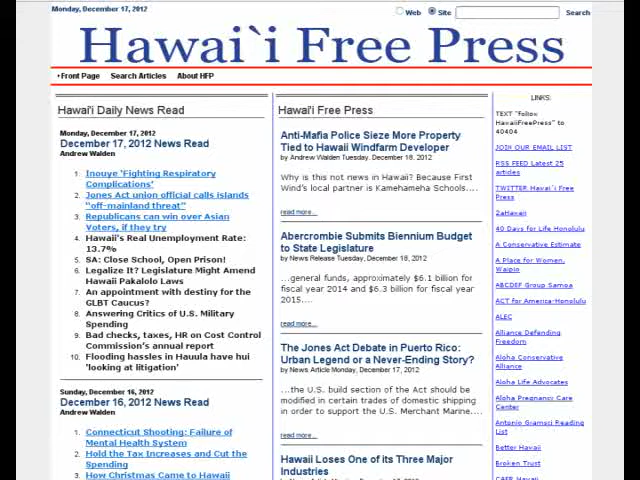 Monday, December 17, 2012
Web Site Search
Hawai`i Free Press
•Front Page Search Articles About HFP
Hawai'i Daily News Read
Monday, December 17, 2012
December 17, 2012 News Read
Andrew Walden
1. Inouye 'Fighting Respiratory
Complications'
2. Jones Act union official calls islands
"off-mainland threat"
3. Republicans can win over Asian
Voters, if they try
4. Hawaii's Real Unemployment Rate:
13.7%
5. SA: Close School, Open Prison!
6. Legalize It? Legislature Might Amend
Hawaii Pakalolo Laws
7. An appointment with destiny for the
GLBT Caucus?
8. Answering Critics of U.S. Military
Spending
9. Bad checks, taxes, HR on Cost Control
Commission's annual report
10. Flooding hassles in Hauula have hui
'looking at litigation'
Sunday, December 16, 2012
December 16, 2012 News Read
Andrew Walden
1. Connecticut Shooting: Failure of
Mental Health System
2. Hold the Tax Increases and Cut the
Spending
3. How Christmas Came to Hawaii
Hawai'i Free Press
Anti-Mafia Police Sieze More Property
Tied to Hawaii Windfarm Developer
by Andrew Walden Tuesday, December 18, 2012
Why is this not news in Hawaii? Because First
Wind's local partner is Kamehameha Schools....
read more...
Abercrombie Submits Biennium Budget
to State Legislature
by News Release Tuesday, December 18, 2012
...general funds, approximately $6.1 billion for
fiscal year 2014 and $6.3 billion for fiscal year
2015....
read more...
The Jones Act Debate in Puerto Rico:
Urban Legend or a Never-Ending Story?
by News Article Monday, December 17, 2012
...the U.S. build section of the Act should be
modified in certain trades of domestic shipping
in order to support the U.S. Merchant Marine....
read more...
Hawaii Loses One of its Three Major
Industries
LINKS:
TEXT "follow
HawaiiFreePress" to
40404
JOIN OUR EMAIL LIST
RSS FEED Latest 25
articles
TWITTER Hawai`i Free
Press
2aHawaii
40 Days for Life Honolulu
A Conservative Estimate
A Place for Women,
Waipio
ABCDEF Group Samoa
ACT for America-Honolulu
ALEC
Alliance Defending
Freedom
Aloha Conservative
Alliance
Aloha Life Advocates
Aloha Pregnancy Care
Center
Antonio Gramsci Reading
List
Better Hawaii
Broken Trust